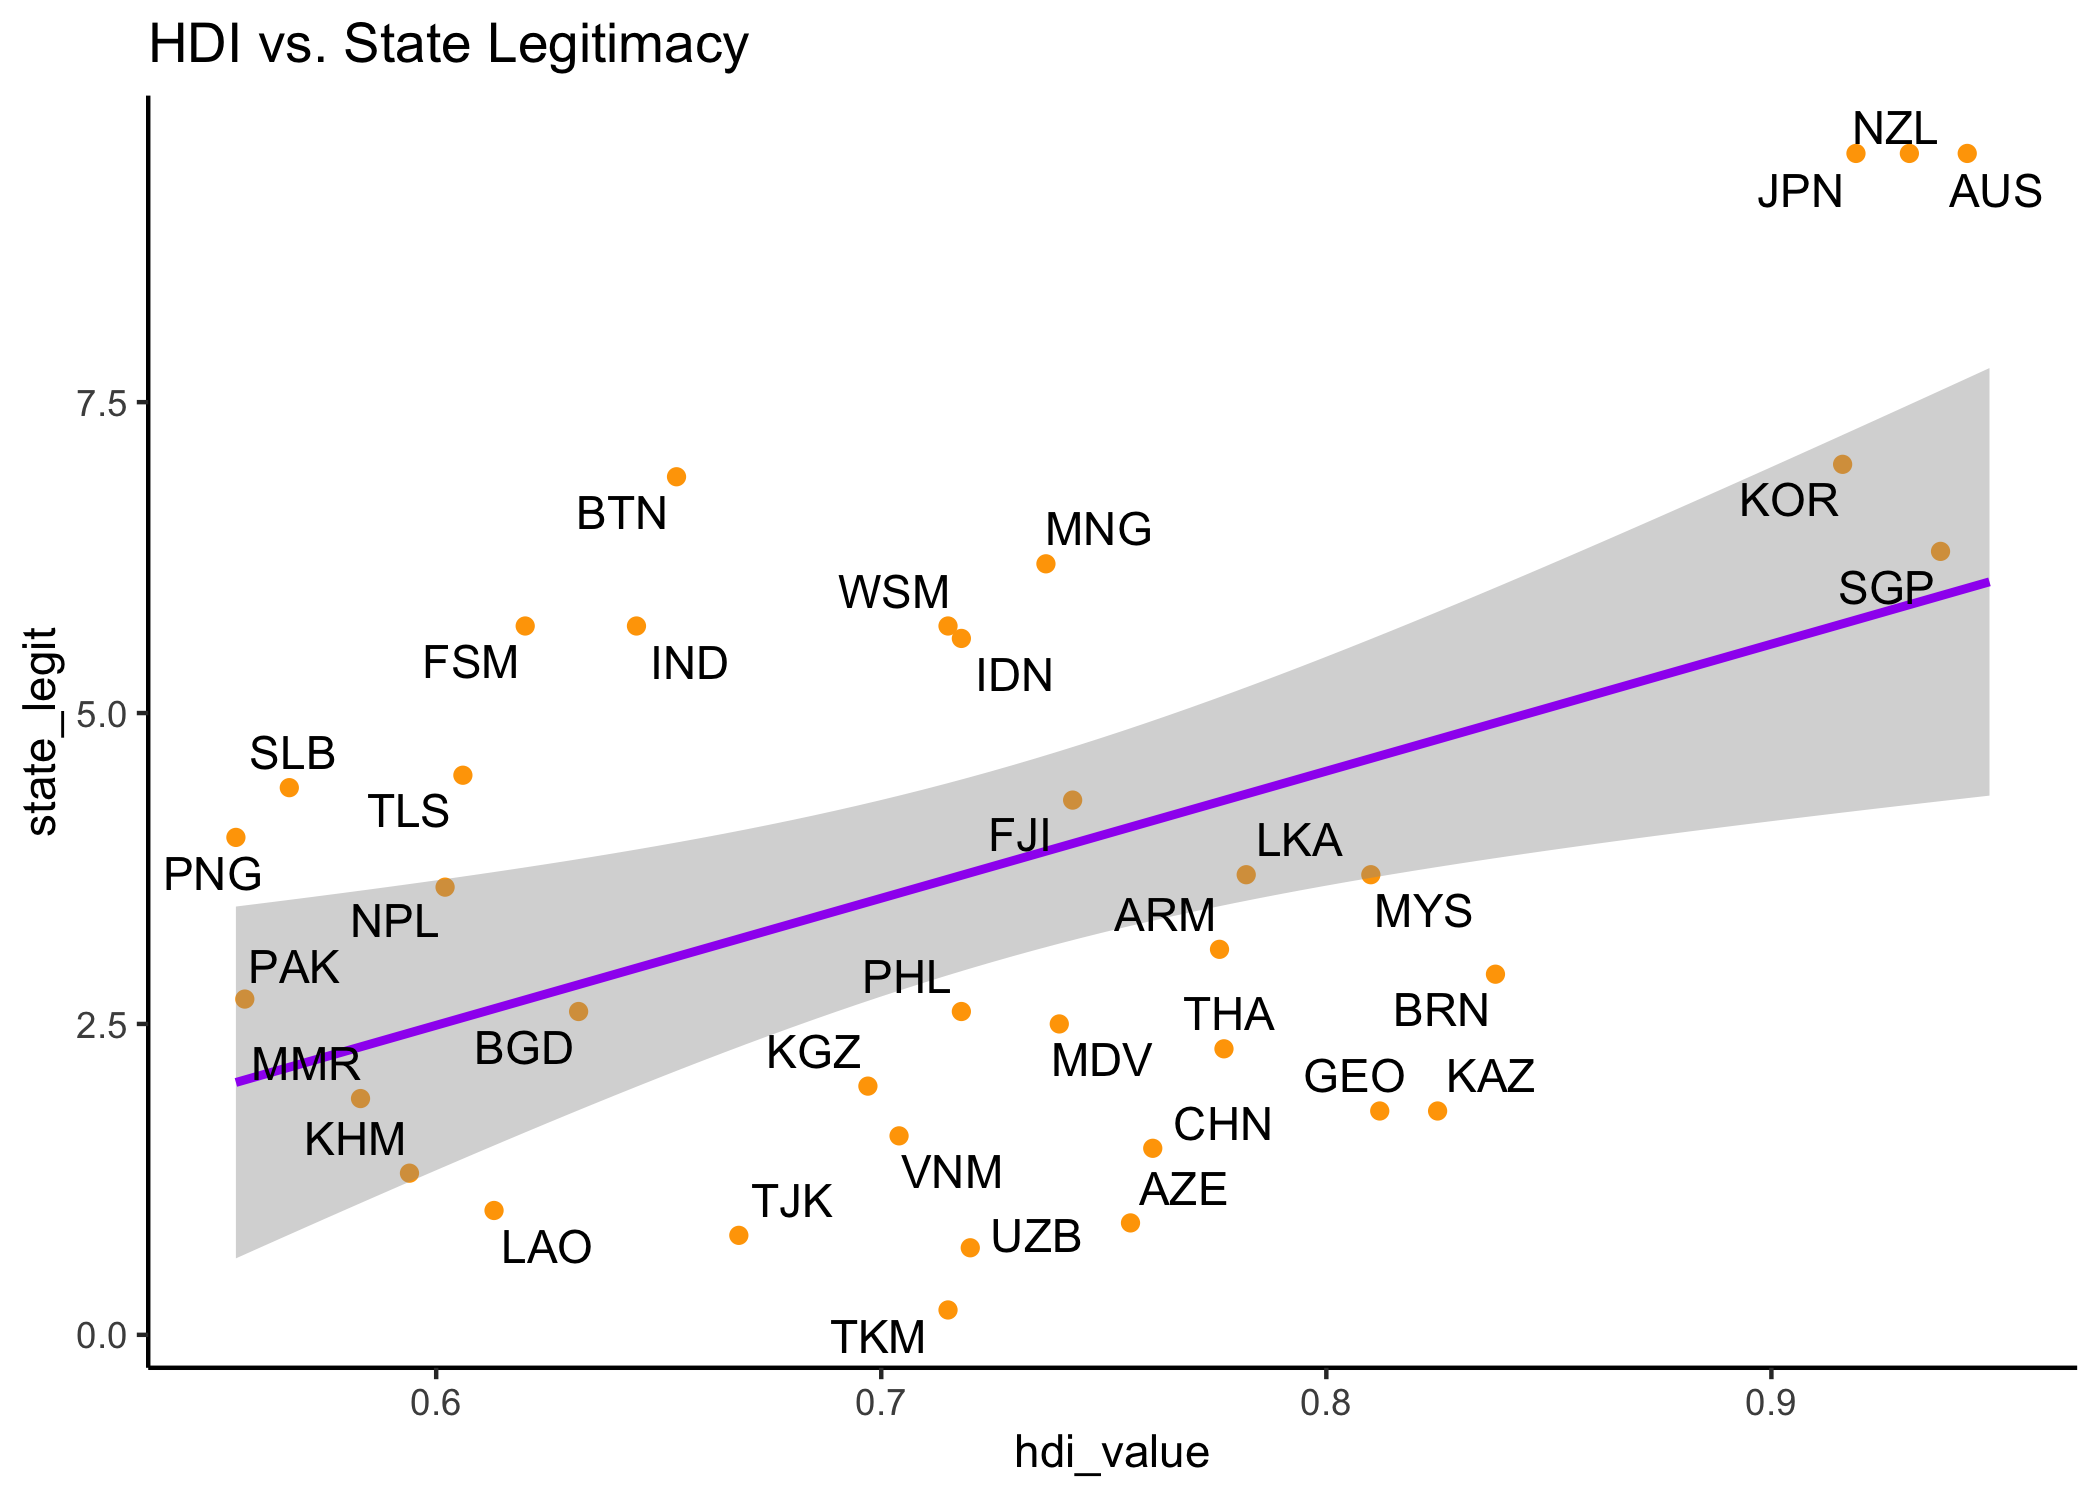 HDI vs. State Legitimacy
NZL
JPN
AUS
7.5
BTN
MNG
KOR
WSM
SGP
FSM
IND
IDN
5.0
state_legit
SLB
TLS
FJI
LKA
PNG
NPL
ARM
MYS
PAK
PHL
BRN
THA
2.5
MMR
BGD
KGZ
MDV
GEO
KAZ
KHM
CHN
VNM
AZE
TJK
LAO
UZB
TKM
0.0
0.6
0.7
0.8
0.9
hdi_value